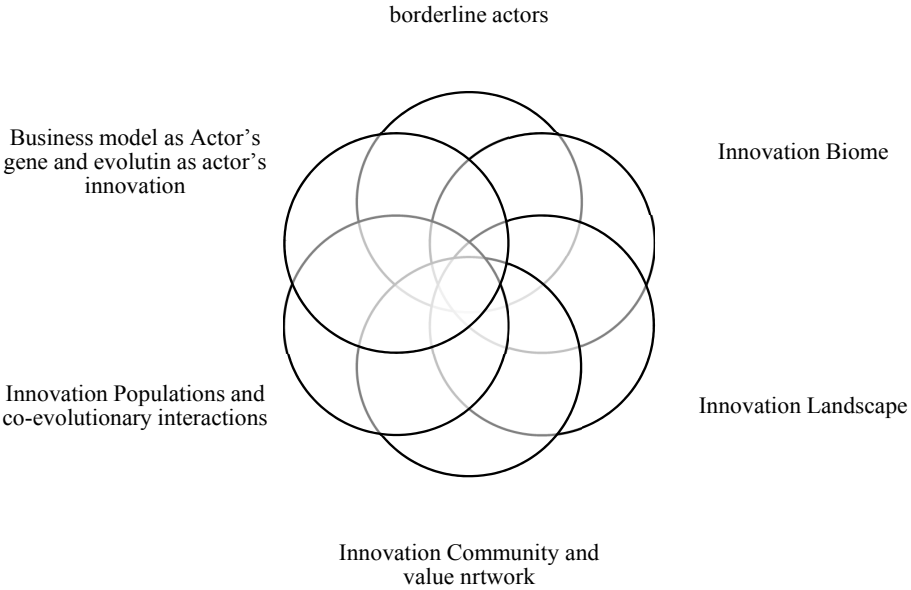 borderline actors
Business model as Actor’s
gene and evolutin as actor’s
innovation
Innovation Biome
Innovation Populations and
co-evolutionary interactions
Innovation Landscape
Innovation Community and
value nrtwork